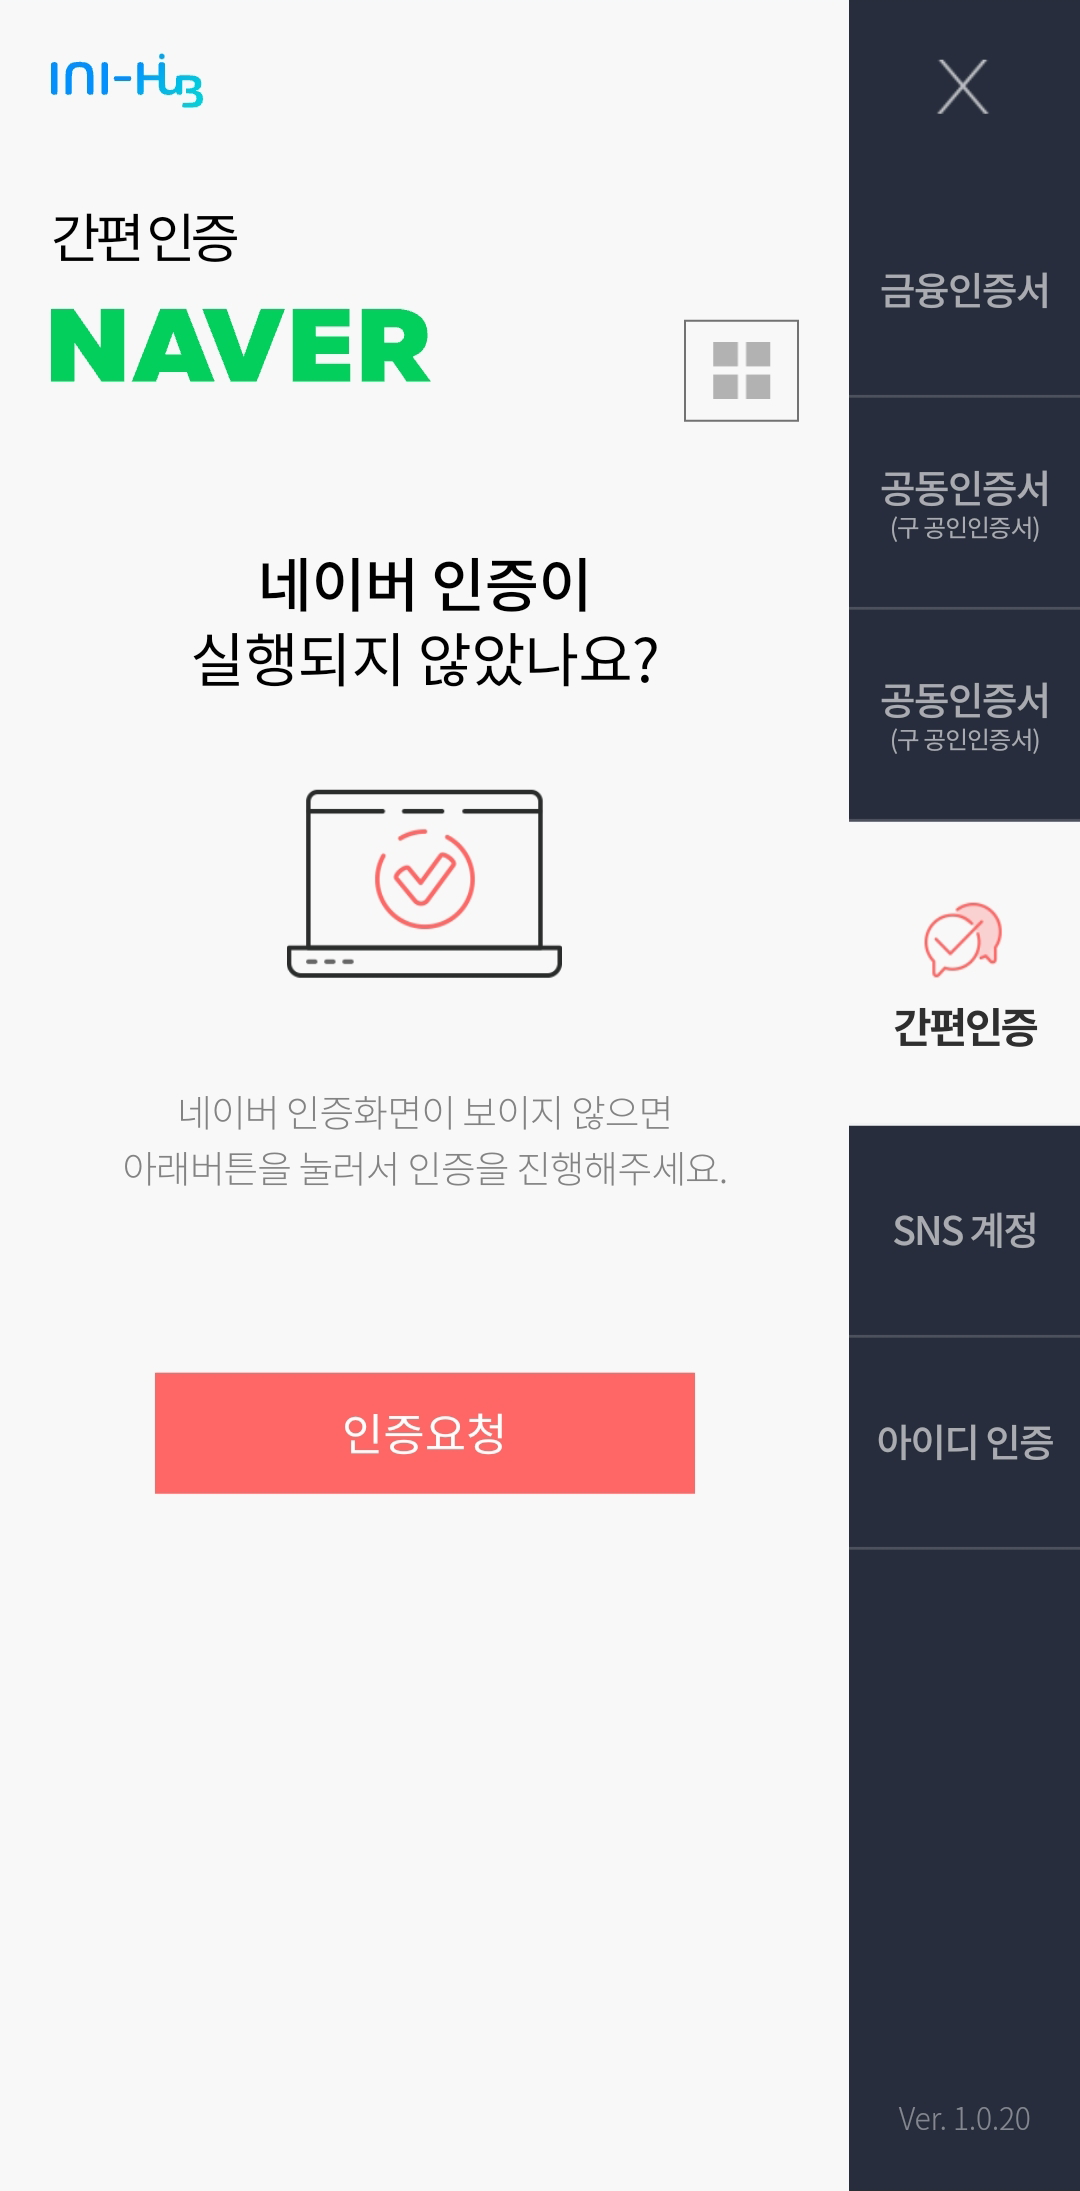 INI-HUB
간편인증
NAVER
네이버 인증이
실행되지 않았나요?
네이버 인증화면이 보이지 않으면
아래버튼을 눌러서 인증을 진행해주세요.
인증요청
금융인증서
공동인증서
(구 공인인증서)
공동인증서
(구 공인인증서)
간편인증
SNS 계정
아이디 인증
Ver. 1.0.20